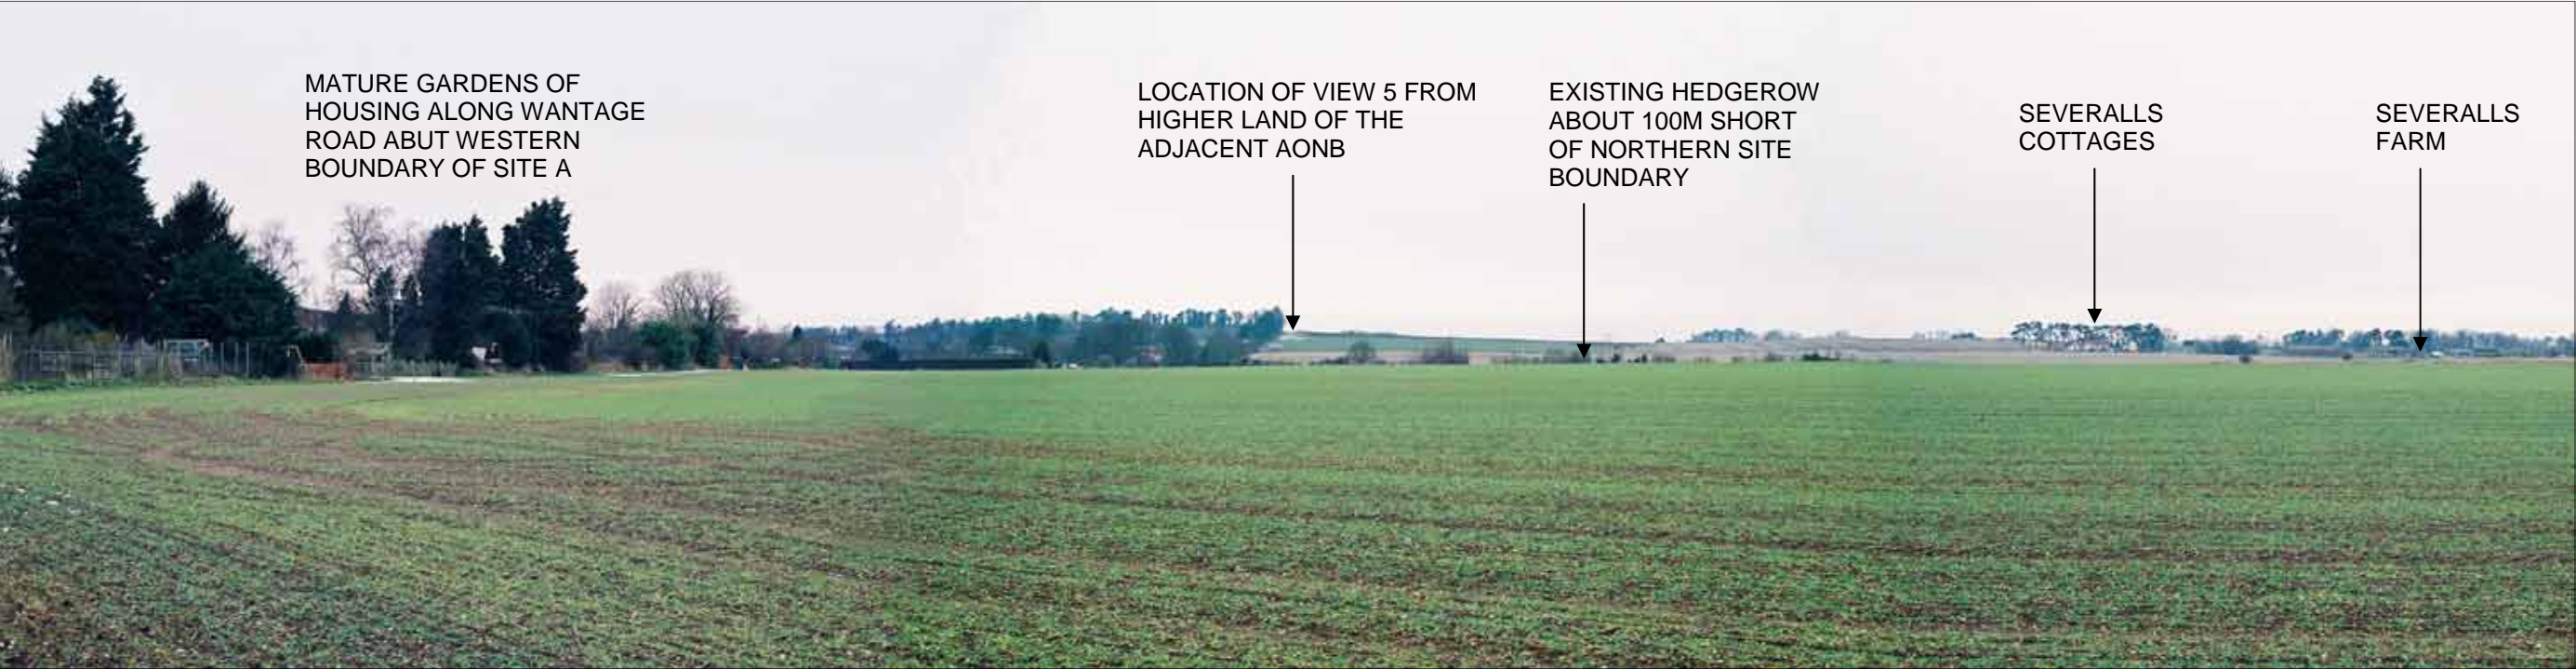 MATURE GARDENS OF
HOUSING ALONG WANTAGE
ROAD ABUT WESTERN
BOUNDARY OF SITE A
LOCATION OF VIEW 5 FROM
HIGHER LAND OF THE
ADJACENT AONB
EXISTING HEDGEROW
ABOUT 100M SHORT
OF NORTHERN SITE
BOUNDARY
SEVERALLS
COTTAGES
SEVERALLS
FARM